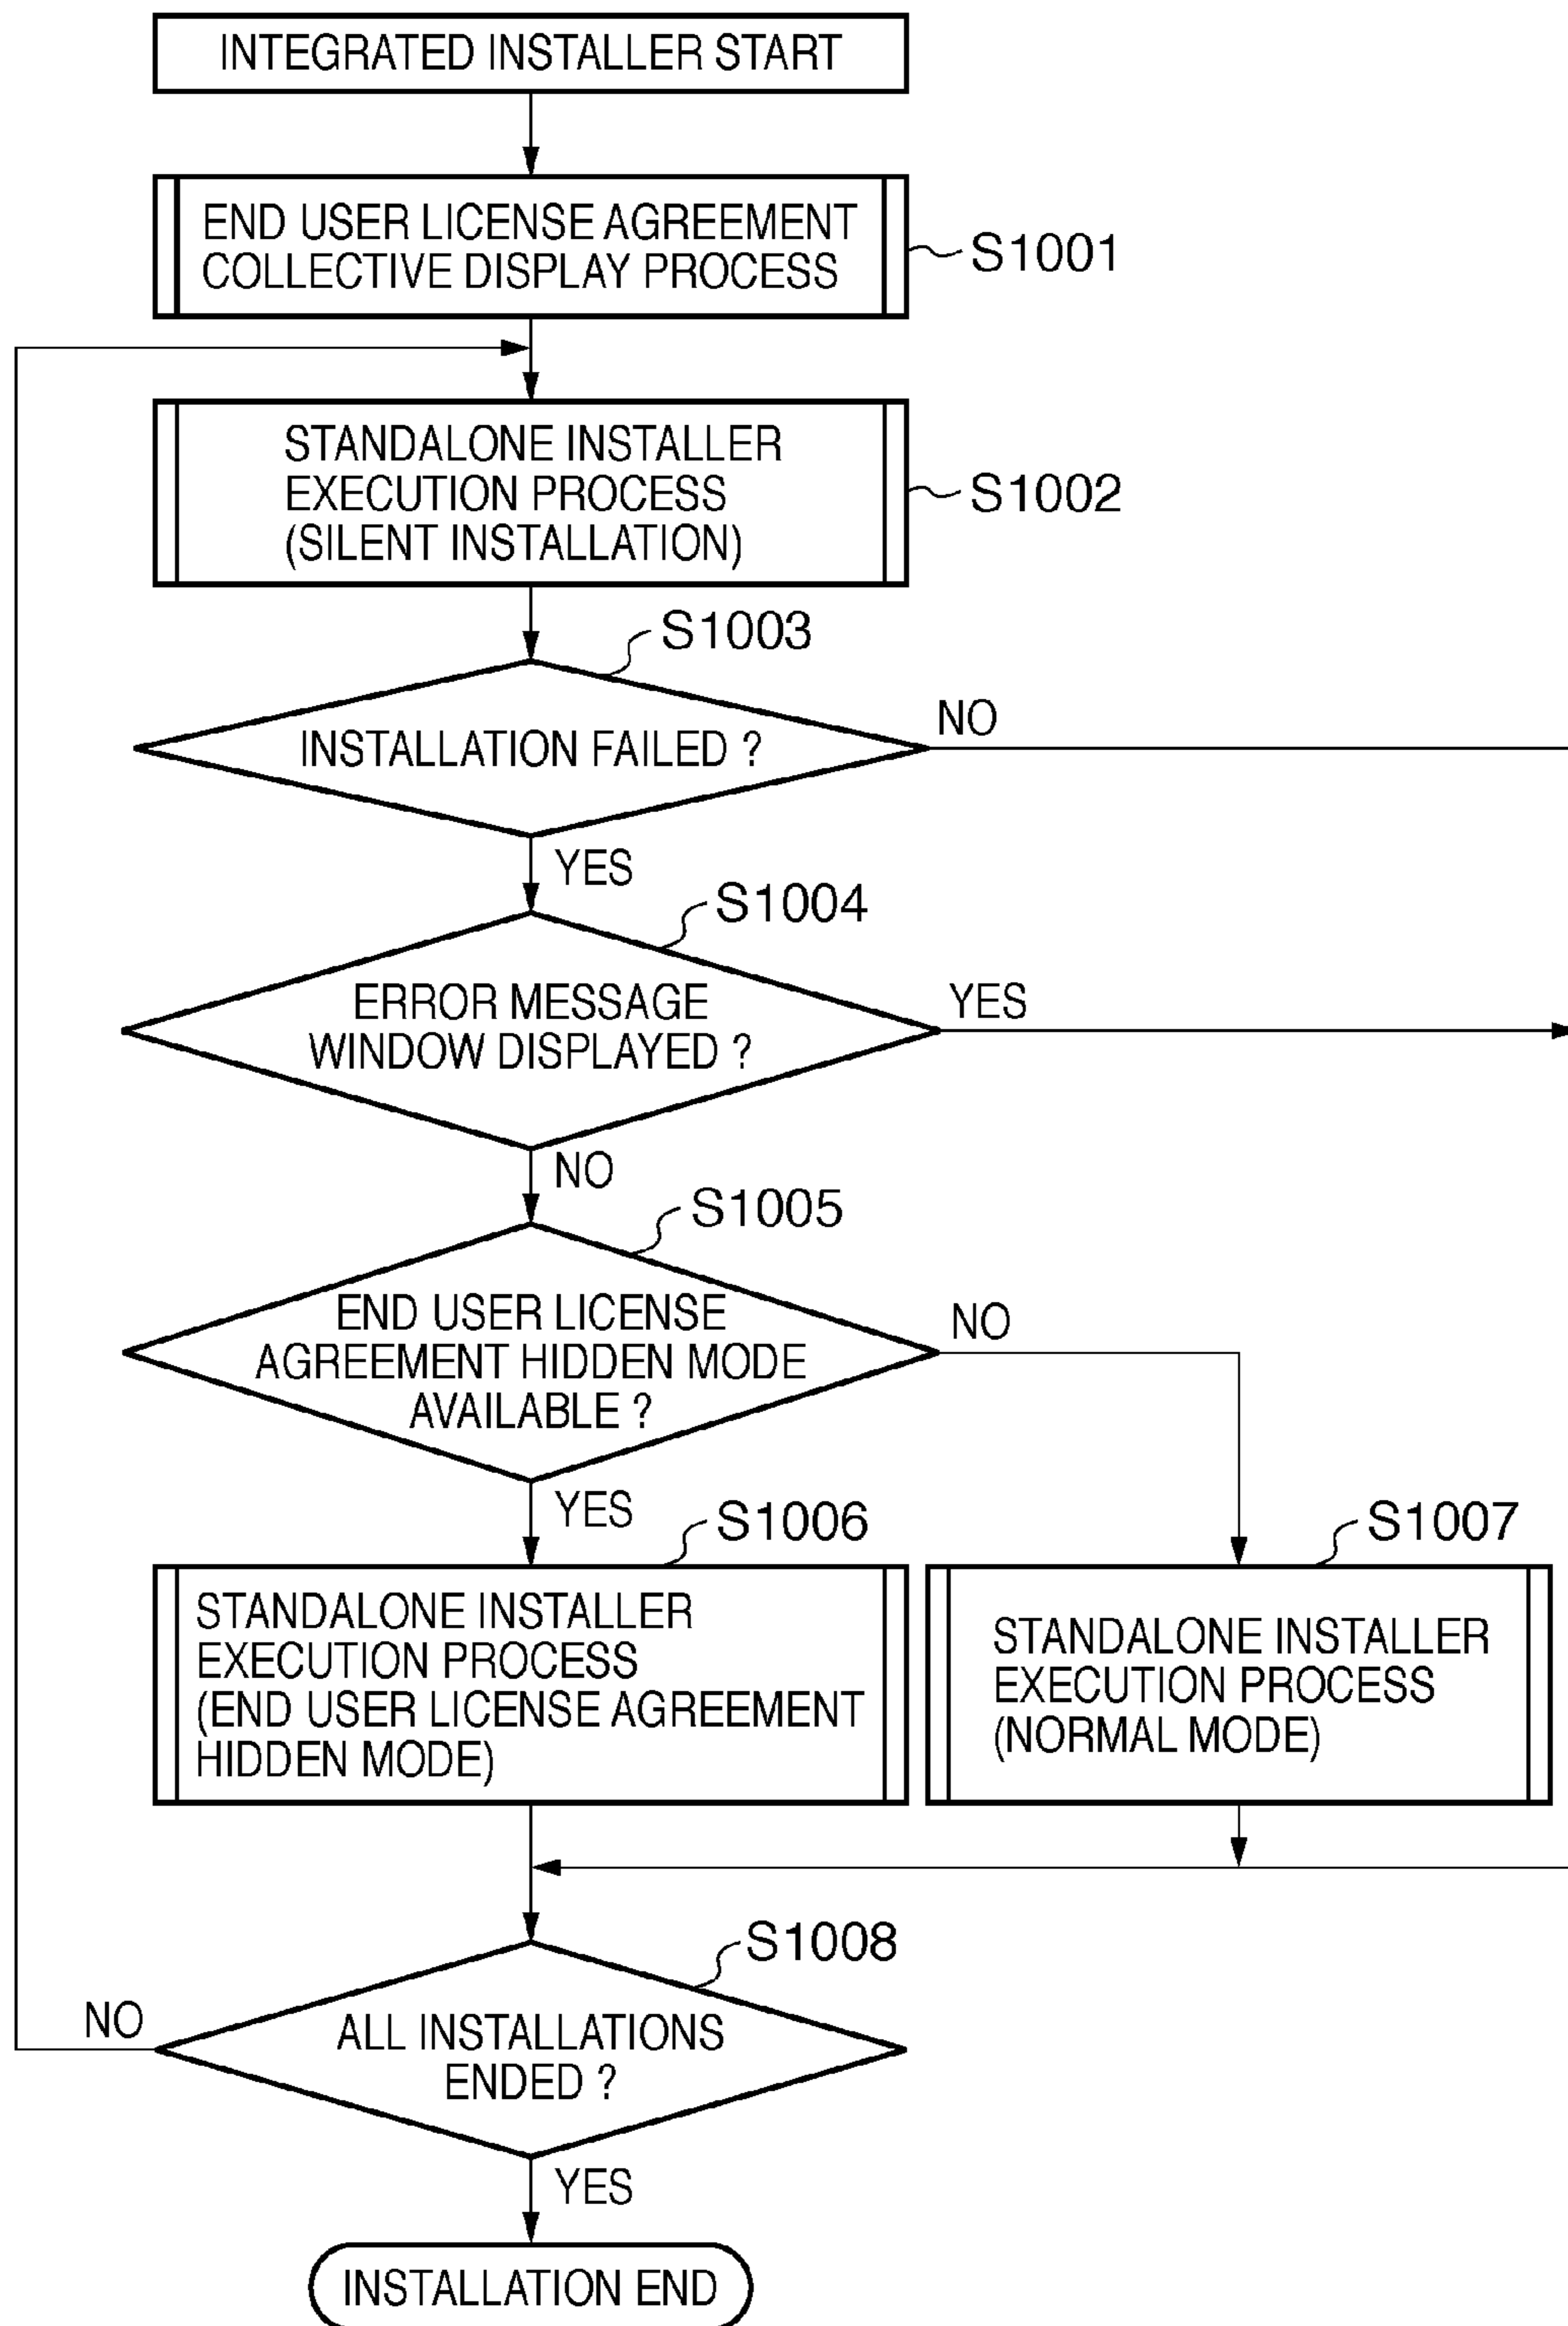 INTEGRATED INSTALLER START
END USER LICENSE AGREEMENT
COLLECTIVE DISPLAY PROCESS
S1001
STANDALONE INSTALLER
EXECUTION PROCESS
(SILENT INSTALLATION)
S1002
S1003
INSTALLATION FAILED ?
NO
YES
S1004
ERROR MESSAGE
WINDOW DISPLAYED ?
YES
NO
S1005
END USER LICENSE
AGREEMENT HIDDEN MODE
AVAILABLE ?
NO
YES
S1006
STANDALONE INSTALLER
EXECUTION PROCESS
(END USER LICENSE AGREEMENT
HIDDEN MODE)
S1007
STANDALONE INSTALLER
EXECUTION PROCESS
(NORMAL MODE)
S1008
ALL INSTALLATIONS
ENDED ?
NO
YES
INSTALLATION END